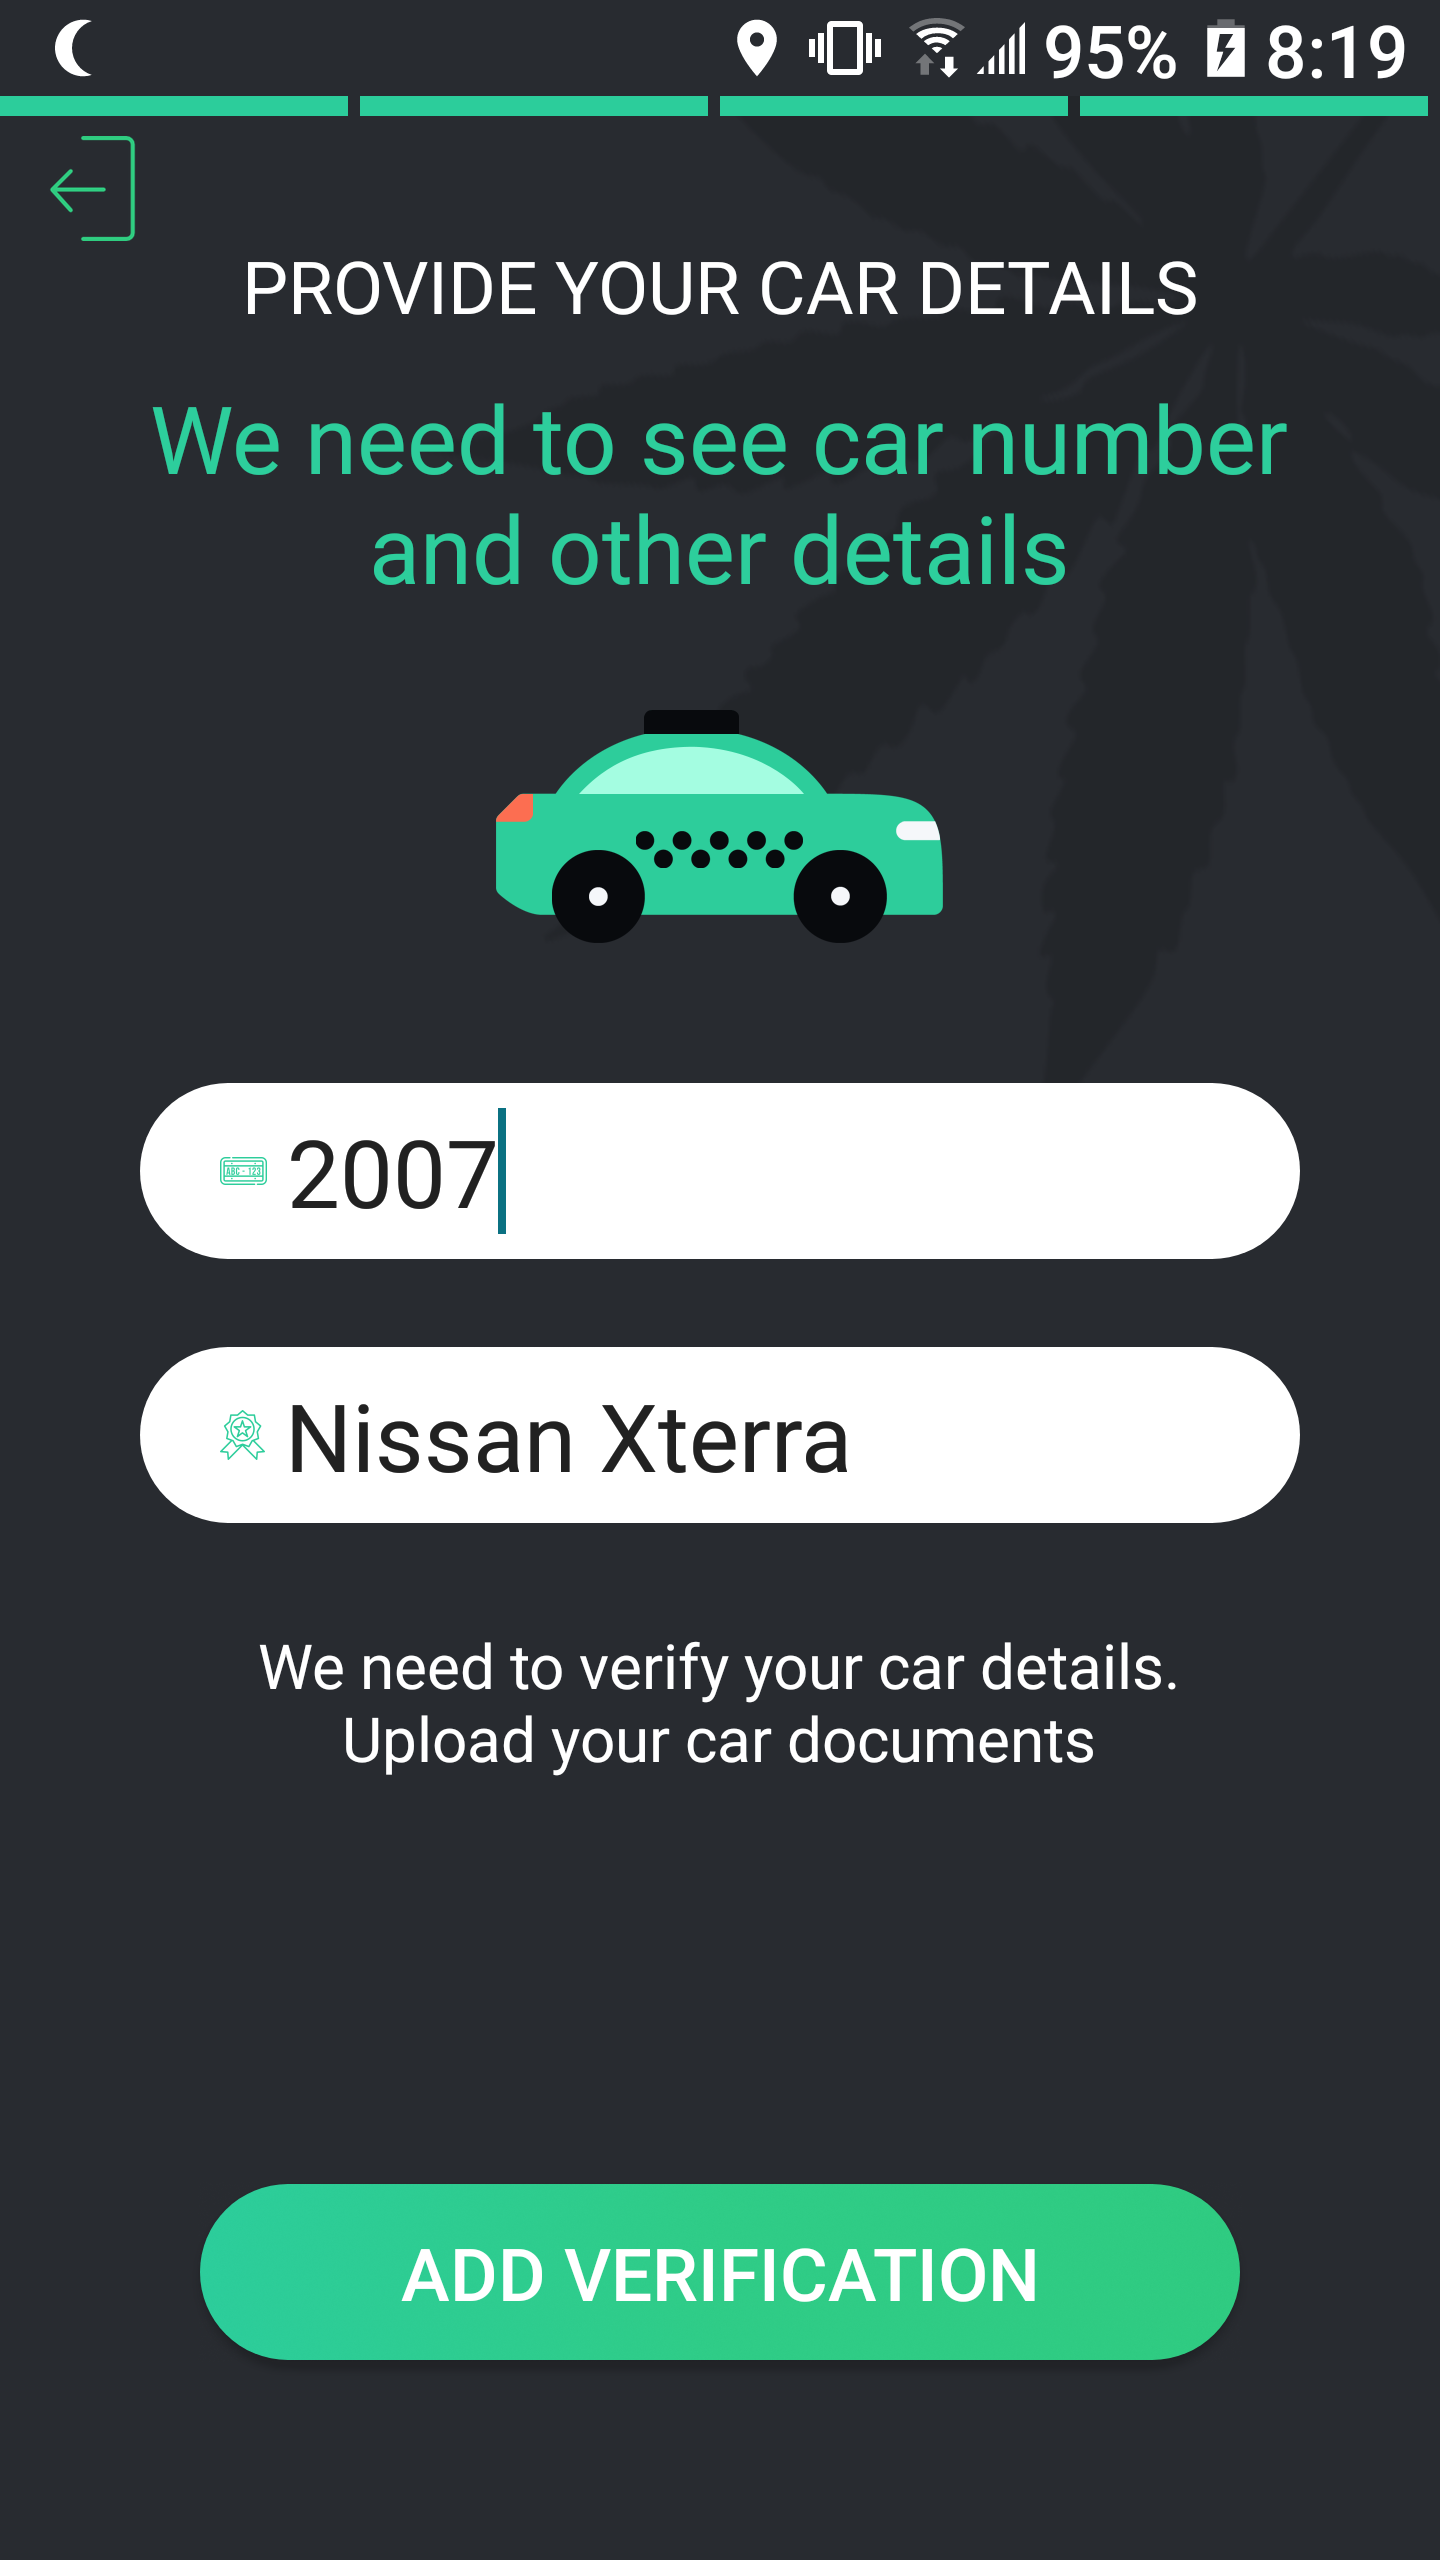 95% 8:19
PROVIDE YOUR CAR DETAILS
We need to see car number
and other details
ABC - 123
2007
Nissan Xterra
We need to verify your car details.
Upload your car documents
ADD VERIFICATION